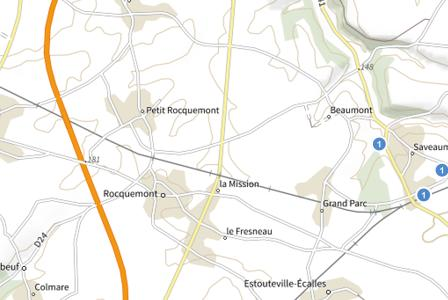 148
Beaumont
Petit Rocquemont
1
Saveaum
181
1
la Mission
Rocquemont
1
Grand Parc
le Fresneau
D24
beuf
Estouteville-Écalles
Colmare